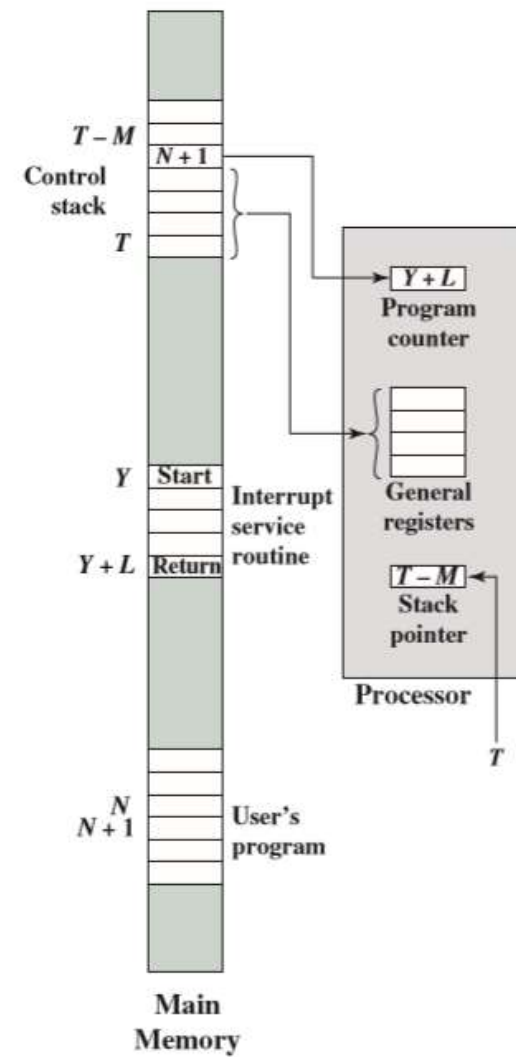 T – M
N + 1
Control
stack
T
Y + L
Program
counter
Y
Start
Interrupt
service
routine
General
registers
Y + L
Return
T – M
Stack
pointer
Processor
T
N
N + 1
User's
program
Main
Memory